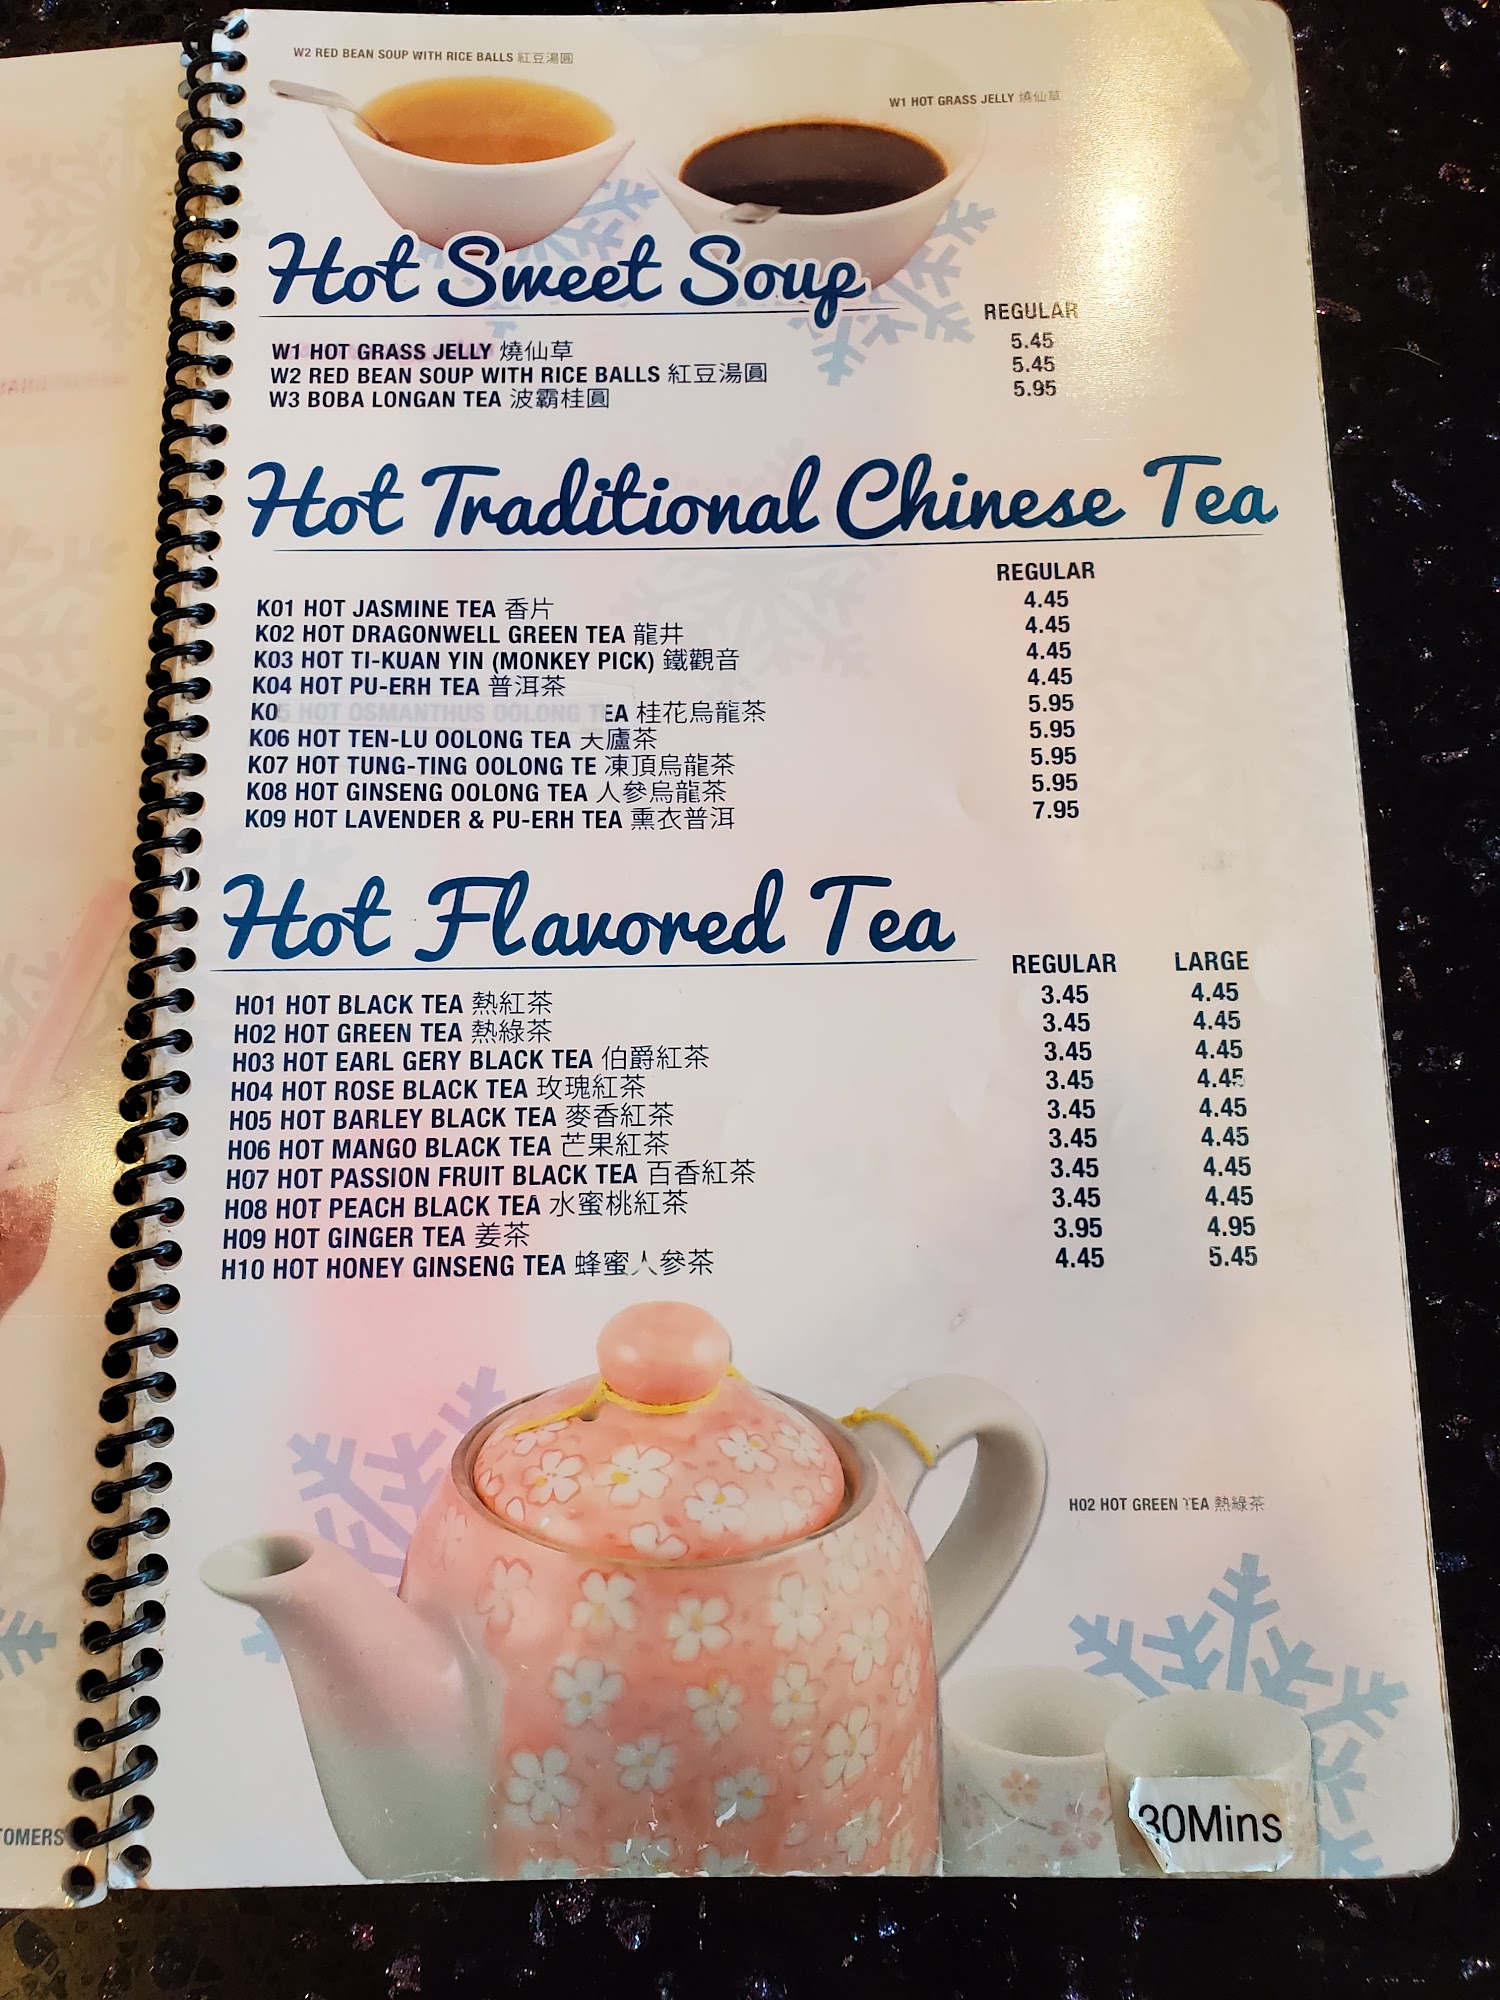 W2 RED BEAN SOUP WITH RICE BALLS 紅豆湯圓
W1 HOT GRASS JELLY 燒仙草
Hot Sweet Soup
REGULAR
W1 HOT GRASS JELLY 燒仙草 5.45
W2 RED BEAN SOUP WITH RICE BALLS 紅豆湯圓 5.45
W3 BOBA LONGAN TEA 波霸桂圓 5.95
Hot Traditional Chinese Tea
REGULAR
K01 HOT JASMINE TEA 香片 4.45
K02 HOT DRAGONWELL GREEN TEA 龍井 4.45
K03 HOT TI-KUAN YIN (MONKEY PICK) 鐵觀音 4.45
K04 HOT PU-ERH TEA 普洱茶 4.45
K05 HOT OSMANTHUS OOLONG TEA 桂花烏龍茶 5.95
K06 HOT TEN-LU OOLONG TEA 天廬茶 5.95
K07 HOT TUNG-TING OOLONG TE 凍頂烏龍茶 5.95
K08 HOT GINSENG OOLONG TEA 人參烏龍茶 5.95
K09 HOT LAVENDER & PU-ERH TEA 薰衣普洱 7.95
Hot Flavored Tea
REGULAR LARGE
H01 HOT BLACK TEA 熱紅茶 3.45 4.45
H02 HOT GREEN TEA 熱綠茶 3.45 4.45
H03 HOT EARL GERY BLACK TEA 伯爵紅茶 3.45 4.45
H04 HOT ROSE BLACK TEA 玫瑰紅茶 3.45 4.45
H05 HOT BARLEY BLACK TEA 麥香紅茶 3.45 4.45
H06 HOT MANGO BLACK TEA 芒果紅茶 3.45 4.45
H07 HOT PASSION FRUIT BLACK TEA 百香紅茶 3.45 4.45
H08 HOT PEACH BLACK TEA 水蜜桃紅茶 3.45 4.45
H09 HOT GINGER TEA 姜茶 3.95 4.95
H10 HOT HONEY GINSENG TEA 蜂蜜人參茶 4.45 5.45
H02 HOT GREEN TEA 熱綠茶
30Mins
TOMERS